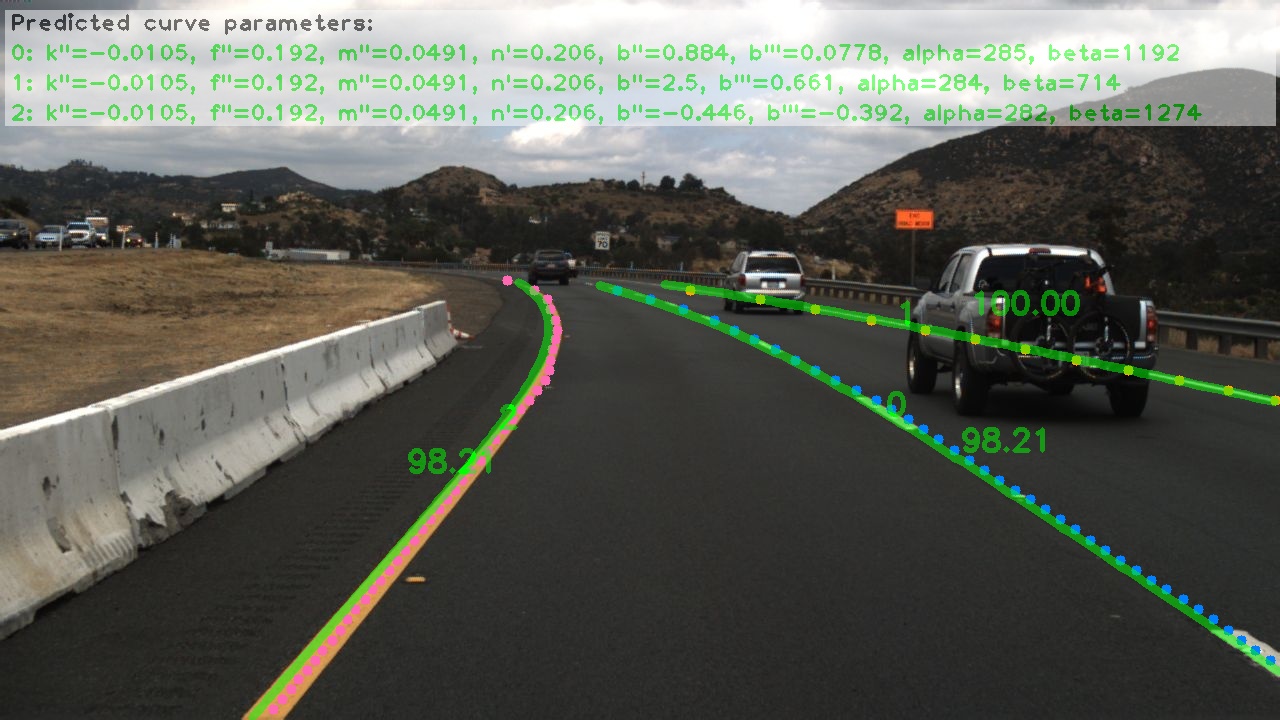 Predicted curve parameters:
0: k''=-0.0105, f''=0.192, m''=0.0491, n'=0.206, b''=0.884, b'''=0.0778, alpha=285, beta=1192
1: k''=-0.0105, f''=0.192, m''=0.0491, n'=0.206, b''=2.5, b'''=0.661, alpha=284, beta=714
2: k''=-0.0105, f''=0.192, m''=0.0491, n'=0.206, b''=-0.446, b'''=-0.392, alpha=282, beta=1274
END
70
1 100.00
0
98.21
2
98.21